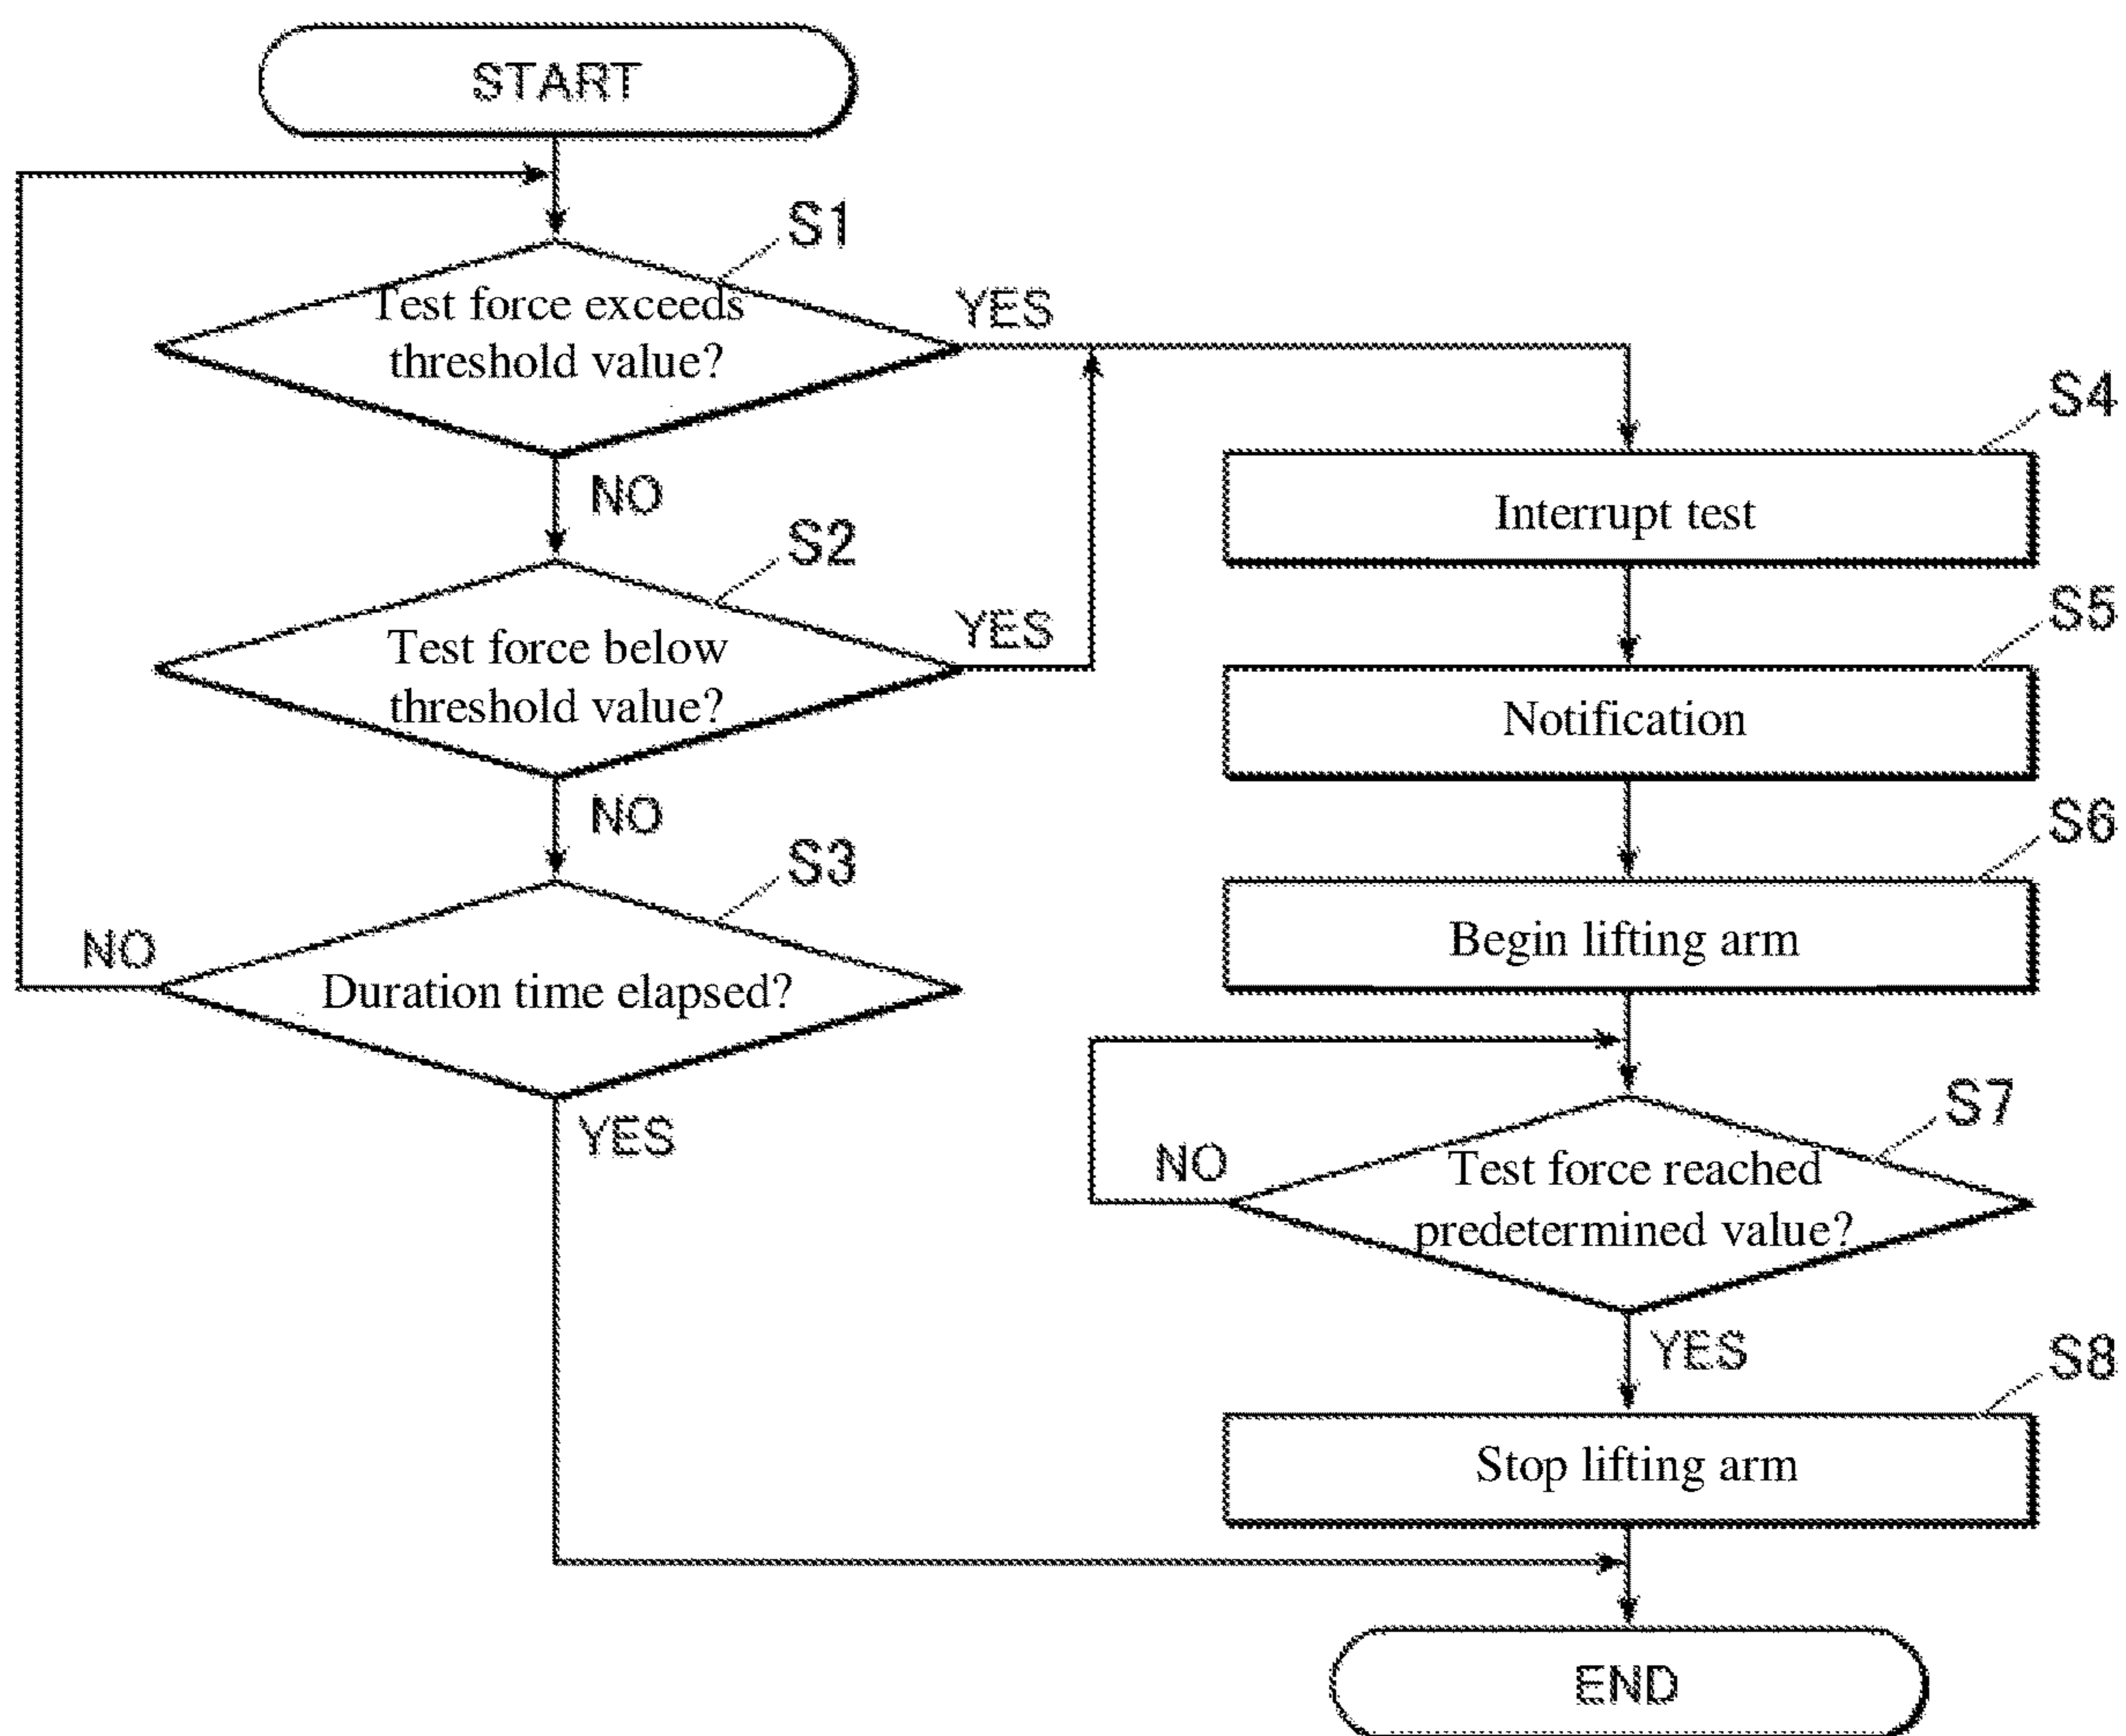 START
S1
Test force exceeds
threshold value?
YES
NO
S2
Test force below
threshold value?
YES
NO
S3
Duration time elapsed?
NO
YES
S4
Interrupt test
S5
Notification
S6
Begin lifting arm
S7
Test force reached
predetermined value?
NO
YES
S8
Stop lifting arm
END